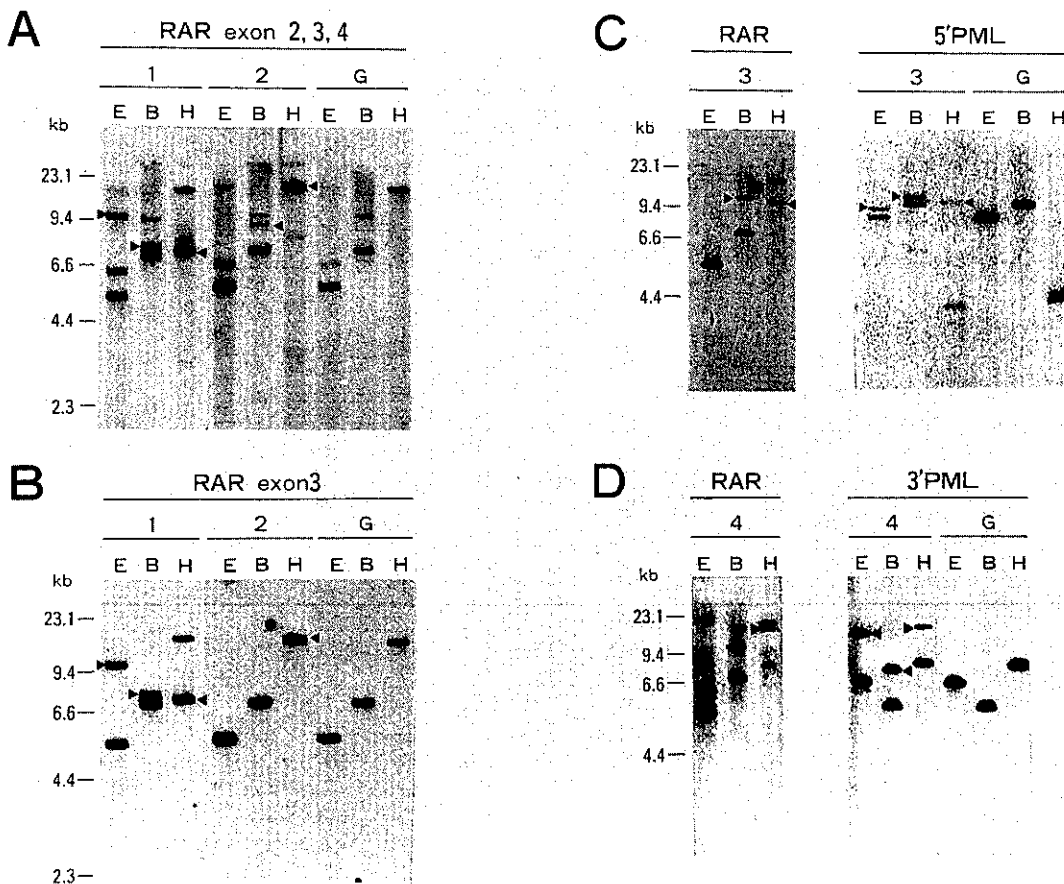 A
RAR exon 2, 3, 4
1 2 G
E B H E B H E B H
kb
23.1
9.4
6.6
4.4
2.3
B
RAR exon3
1 2 G
E B H E B H E B H
kb
23.1
9.4
6.6
4.4
2.3
C
RAR 5'PML
3 3 G
E B H E B H E B H
kb
23.1
9.4
6.6
4.4
D
RAR 3'PML
4 4 G
E B H E B H E B H
kb
23.1
9.4
6.6
4.4